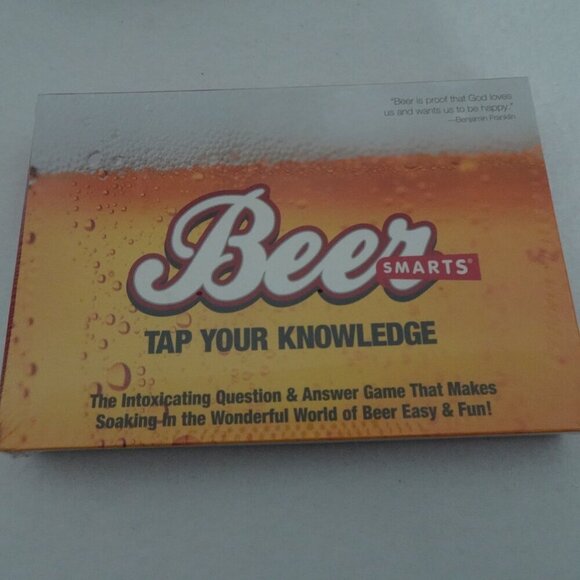 "Beer is proof that God loves
us and wants us to be happy."
—Benjamin Franklin
Beer
SMARTS®
TAP YOUR KNOWLEDGE
The Intoxicating Question & Answer Game That Makes
Soaking In the Wonderful World of Beer Easy & Fun!